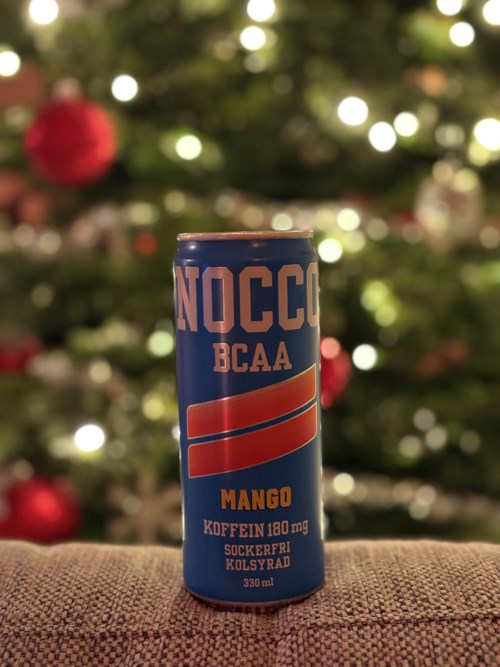 NOCCO
BCAA
MANGO
KOFFEIN 180 mg
SOCKERFRI
KOLSYRAD
330 ml